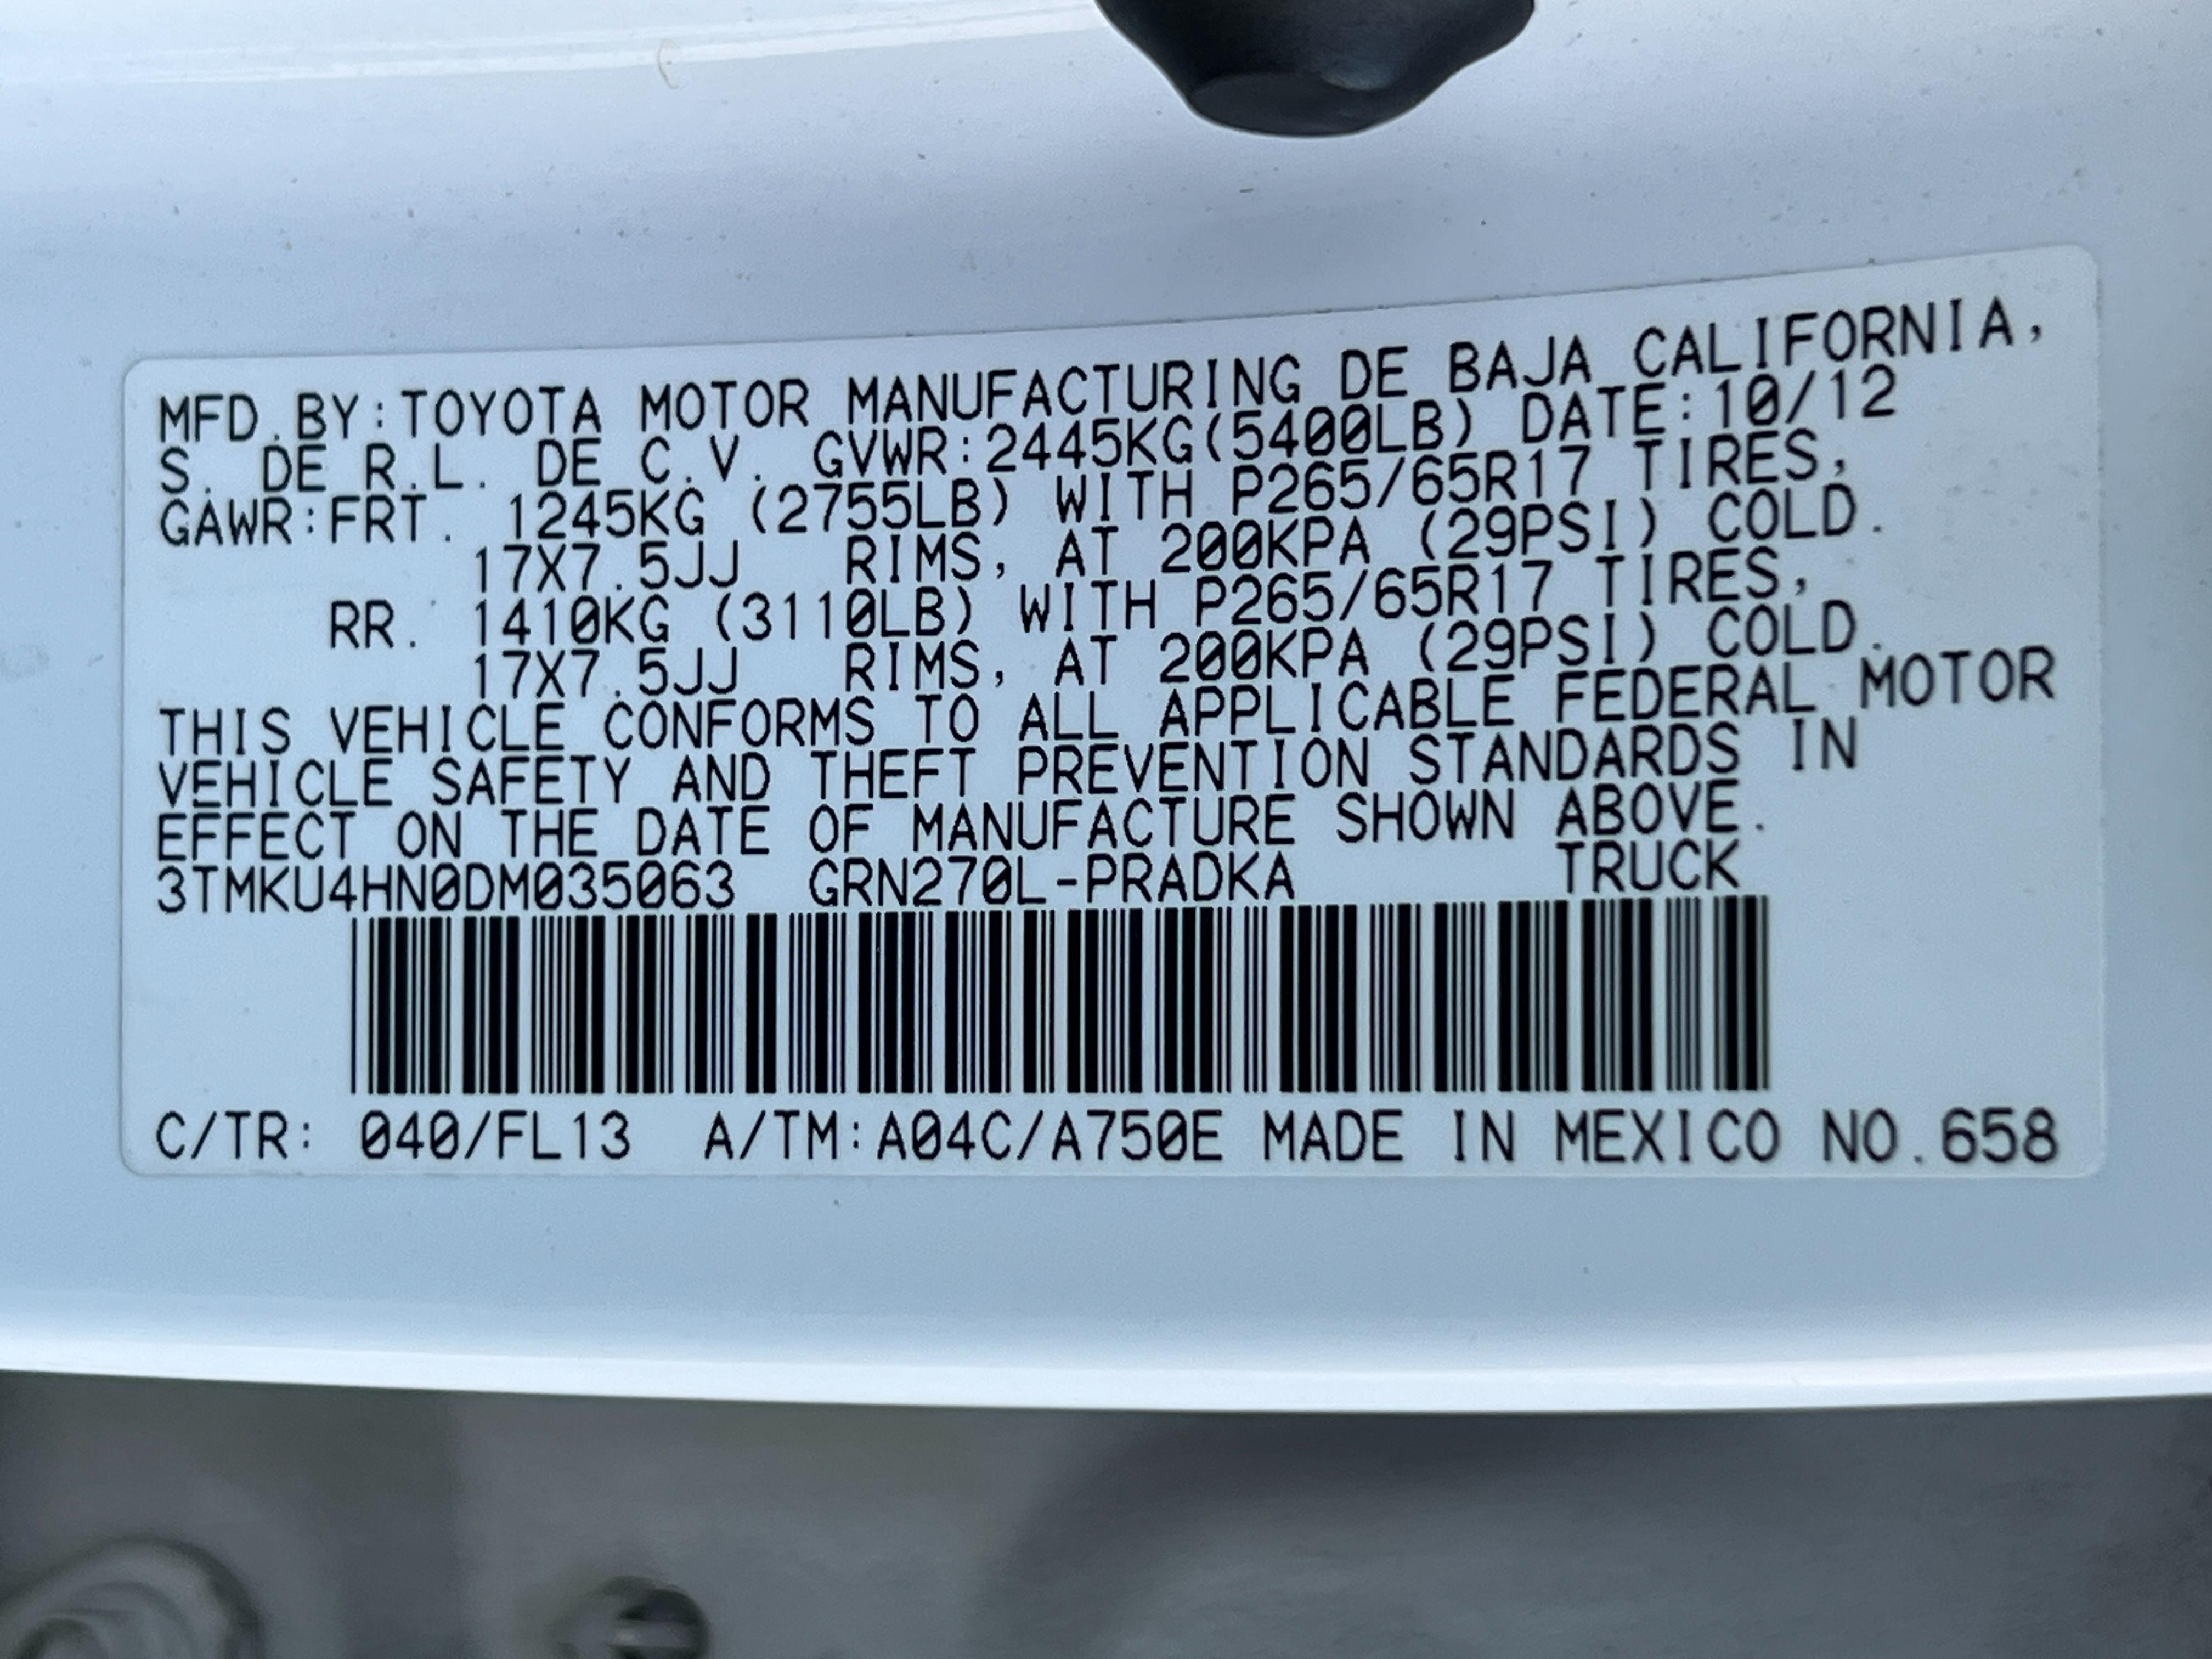 MFD.BY:TOYOTA MOTOR MANUFACTURING DE BAJA CALIFORNIA,
S. DE R.L. DE C.V. GVWR:2445KG(5400LB) DATE:10/12
GAWR:FRT. 1245KG (2755LB) WITH P265/65R17 TIRES,
17X7.5JJ RIMS, AT 200KPA (29PSI) COLD.
RR. 1410KG (3110LB) WITH P265/65R17 TIRES,
17X7.5JJ RIMS, AT 200KPA (29PSI) COLD.
THIS VEHICLE CONFORMS TO ALL APPLICABLE FEDERAL MOTOR
VEHICLE SAFETY AND THEFT PREVENTION STANDARDS IN
EFFECT ON THE DATE OF MANUFACTURE SHOWN ABOVE.
3TMKU4HN0DM035063 GRN270L-PRADKA TRUCK
C/TR: 040/FL13 A/TM:A04C/A750E MADE IN MEXICO NO.658